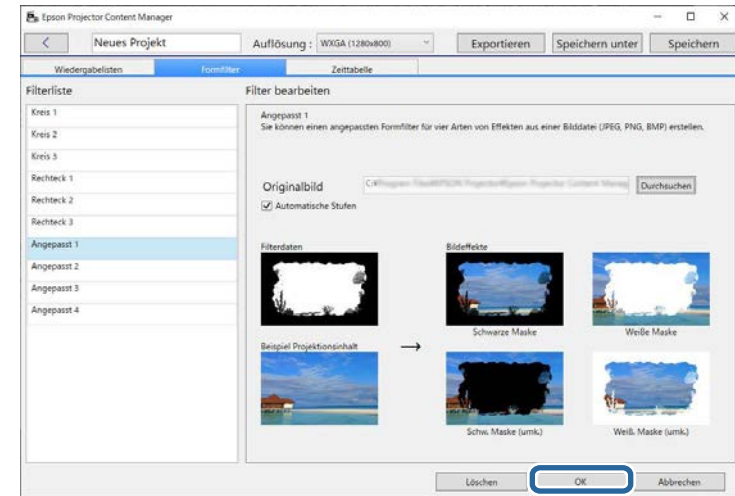 Epson Projector Content Manager
Neues Projekt
Auflösung : WXGA (1280x800)
Exportieren
Speichern unter
Speichern
Wiedergabelisten
Formfilter
Zeittabelle
Filterliste
Kreis 1
Kreis 2
Kreis 3
Rechteck 1
Rechteck 2
Rechteck 3
Angepasst 1
Angepasst 2
Angepasst 3
Angepasst 4
Filter bearbeiten
Angepasst 1
Sie können einen angepassten Formfilter für vier Arten von Effekten aus einer Bilddatei (JPEG, PNG, BMP) erstellen.
Originalbild
Durchsuchen
Automatische Stufen
Filterdaten
Bildeffekte
Schwarze Maske
Weiße Maske
Beispiel Projektionsinhalt
→
Schw. Maske (umk.)
Weiß. Maske (umk.)
Löschen
OK
Abbrechen